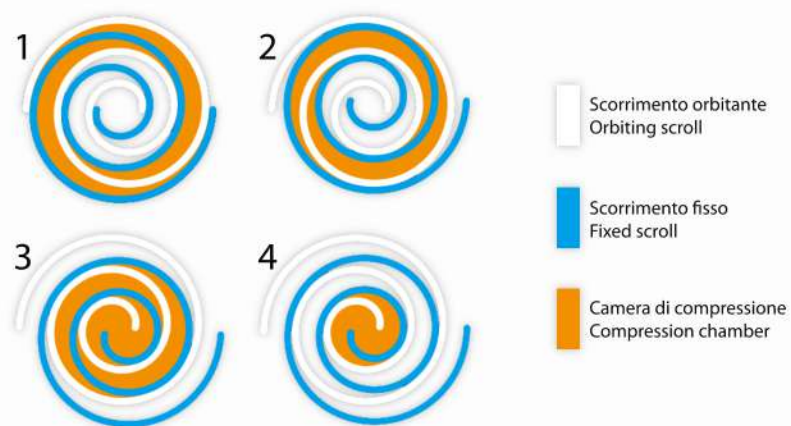 1
2
Scorrimento orbitante
Orbiting scroll
Scorrimento fisso
Fixed scroll
3
4
Camera di compressione
Compression chamber